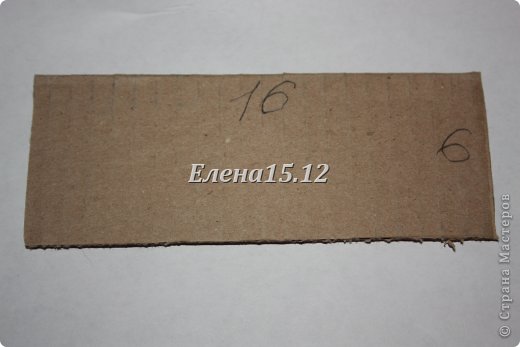 16
6
Елена15.12
© Страна Мастеров